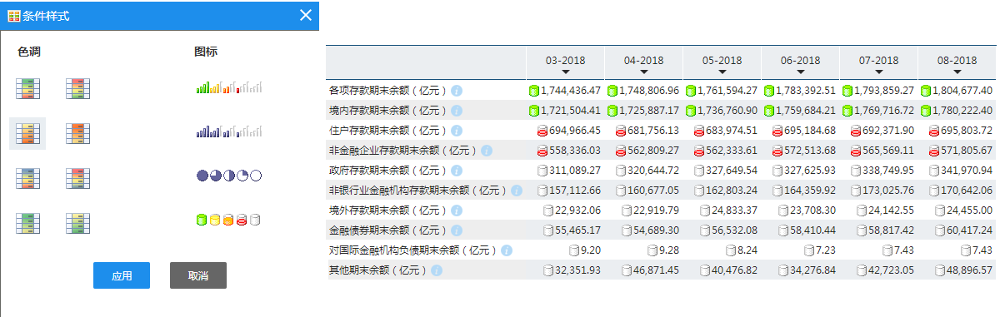 条件样式
色调 图标
应用 取消
03-2018 04-2018 05-2018 06-2018 07-2018 08-2018
各项存款期末余额（亿元） 1,744,436.47 1,748,806.96 1,761,594.27 1,783,392.51 1,793,859.27 1,804,677.40
境内存款期末余额（亿元） 1,721,504.41 1,725,887.17 1,736,760.90 1,759,684.21 1,769,716.72 1,780,222.40
住户存款期末余额（亿元） 694,966.45 681,756.13 683,974.51 695,184.68 692,371.90 695,803.72
非金融企业存款期末余额（亿元） 558,336.03 562,809.27 562,333.61 572,513.68 565,569.11 571,805.67
政府存款期末余额（亿元） 311,089.27 320,644.72 327,649.54 327,625.93 338,749.95 341,970.94
非银行业金融机构存款期末余额（亿元） 157,112.66 160,677.05 162,803.24 164,359.92 173,025.76 170,642.06
境外存款期末余额（亿元） 22,932.06 22,919.79 24,833.37 23,708.30 24,142.55 24,455.00
金融债券期末余额（亿元） 55,465.17 54,689.30 56,532.08 58,410.44 58,817.42 60,417.24
对国际金融机构负债期末余额（亿元） 9.20 9.28 8.24 7.23 7.43 7.43
其他期末余额（亿元） 32,351.93 46,871.45 40,476.82 34,276.84 42,723.05 48,896.57